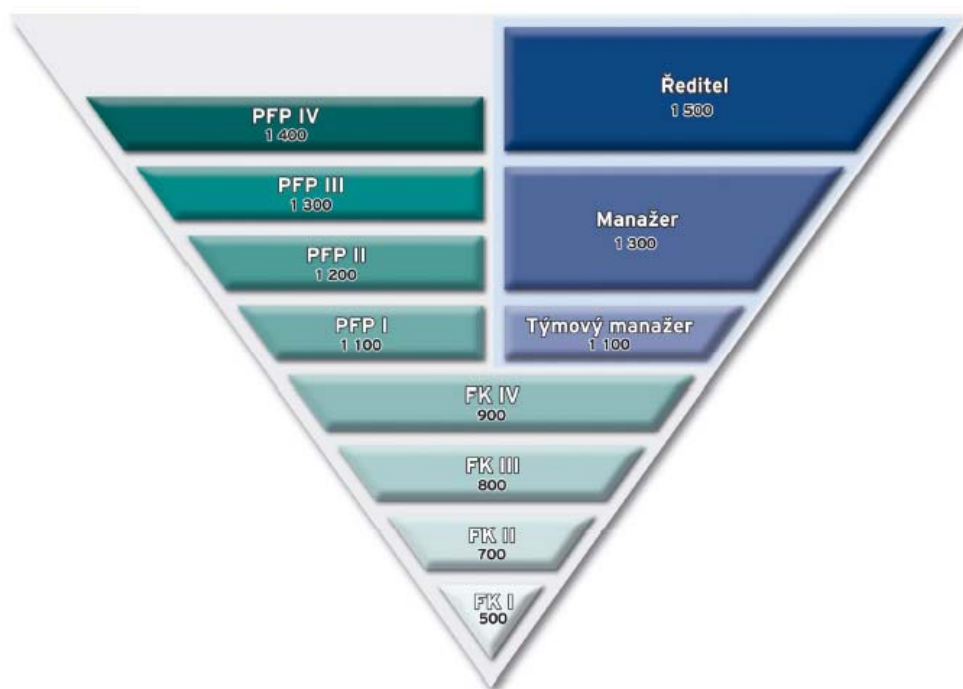 PFP IV
1 400
PFP III
1 300
PFP II
1 200
PFP I
1 100
Ředitel
1 500
Manažer
1 300
Týmový manažer
1 100
FK IV
900
FK III
800
FK II
700
FK I
500